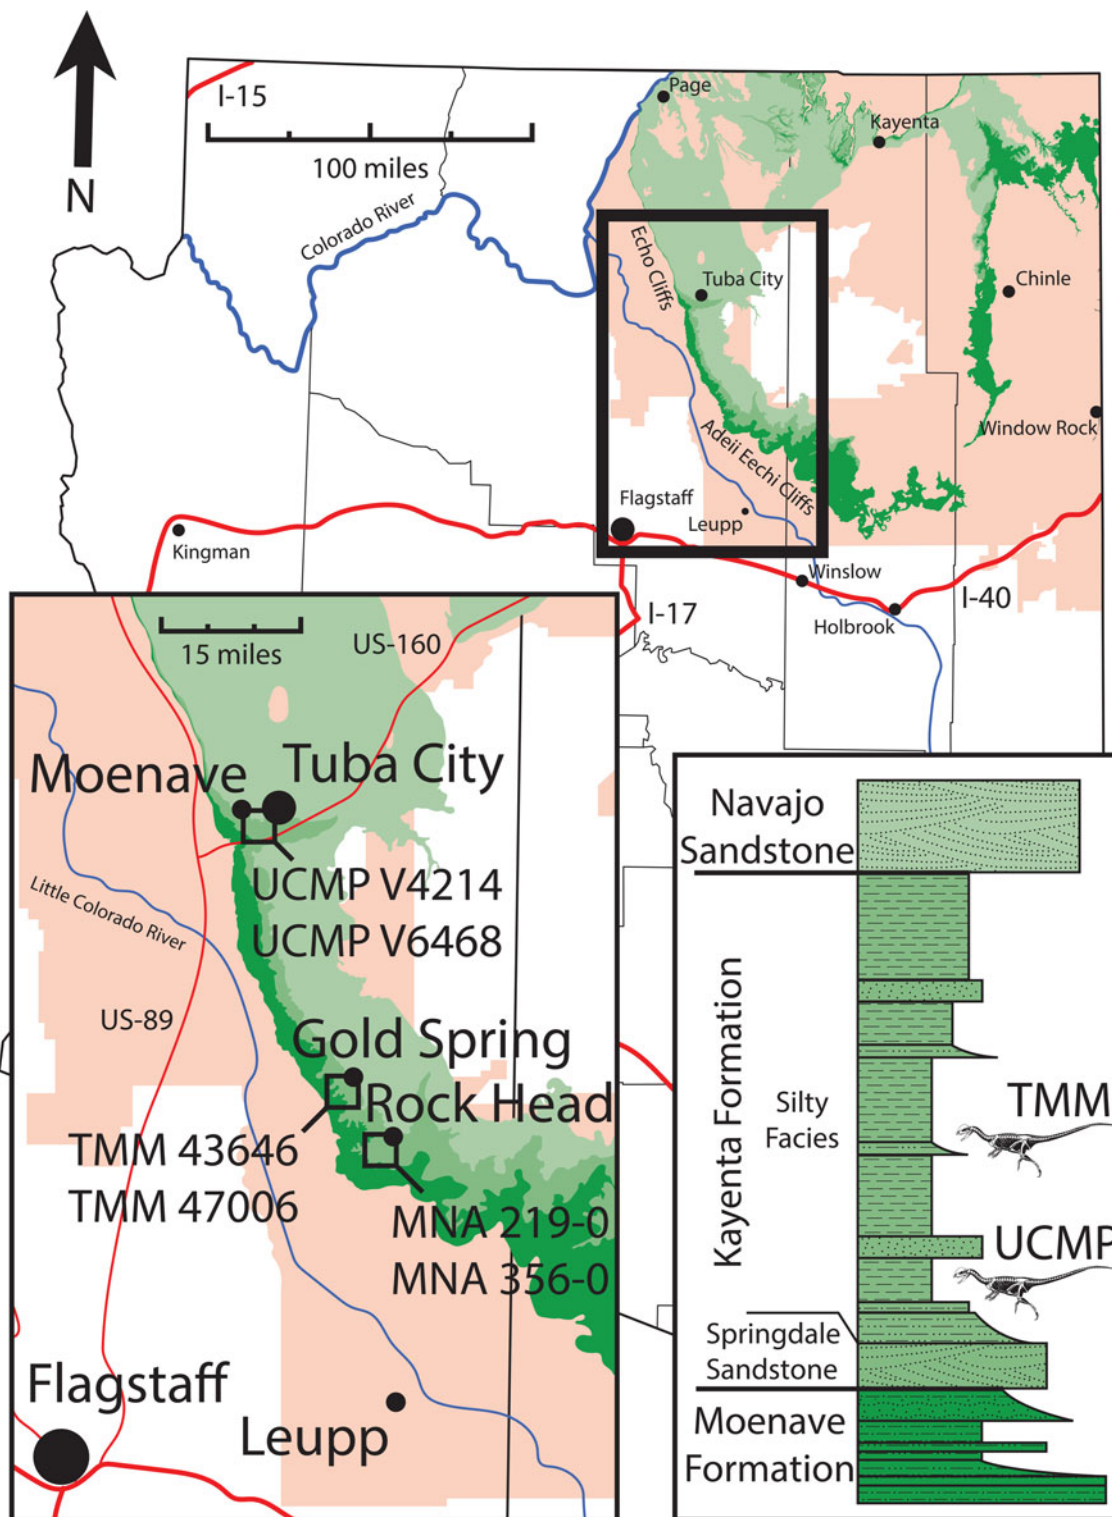 I-15
100 miles
N
Page
Kayenta
Colorado River
Echo Cliffs
Tuba City
Chinle
Window Rock
Adeii Eechi Cliffs
Flagstaff
Leupp
Kingman
Winslow
I-40
I-17
Holbrook
15 miles
US-160
Moenave
Tuba City
UCMP V4214
UCMP V6468
Little Colorado River
US-89
Gold Spring
Rock Head
TMM 43646
TMM 47006
MNA 219-0
MNA 356-0
Flagstaff
Leupp
Navajo
Sandstone
Kayenta Formation
Silty
Facies
TMM
UCMP
Springdale
Sandstone
Moenave
Formation